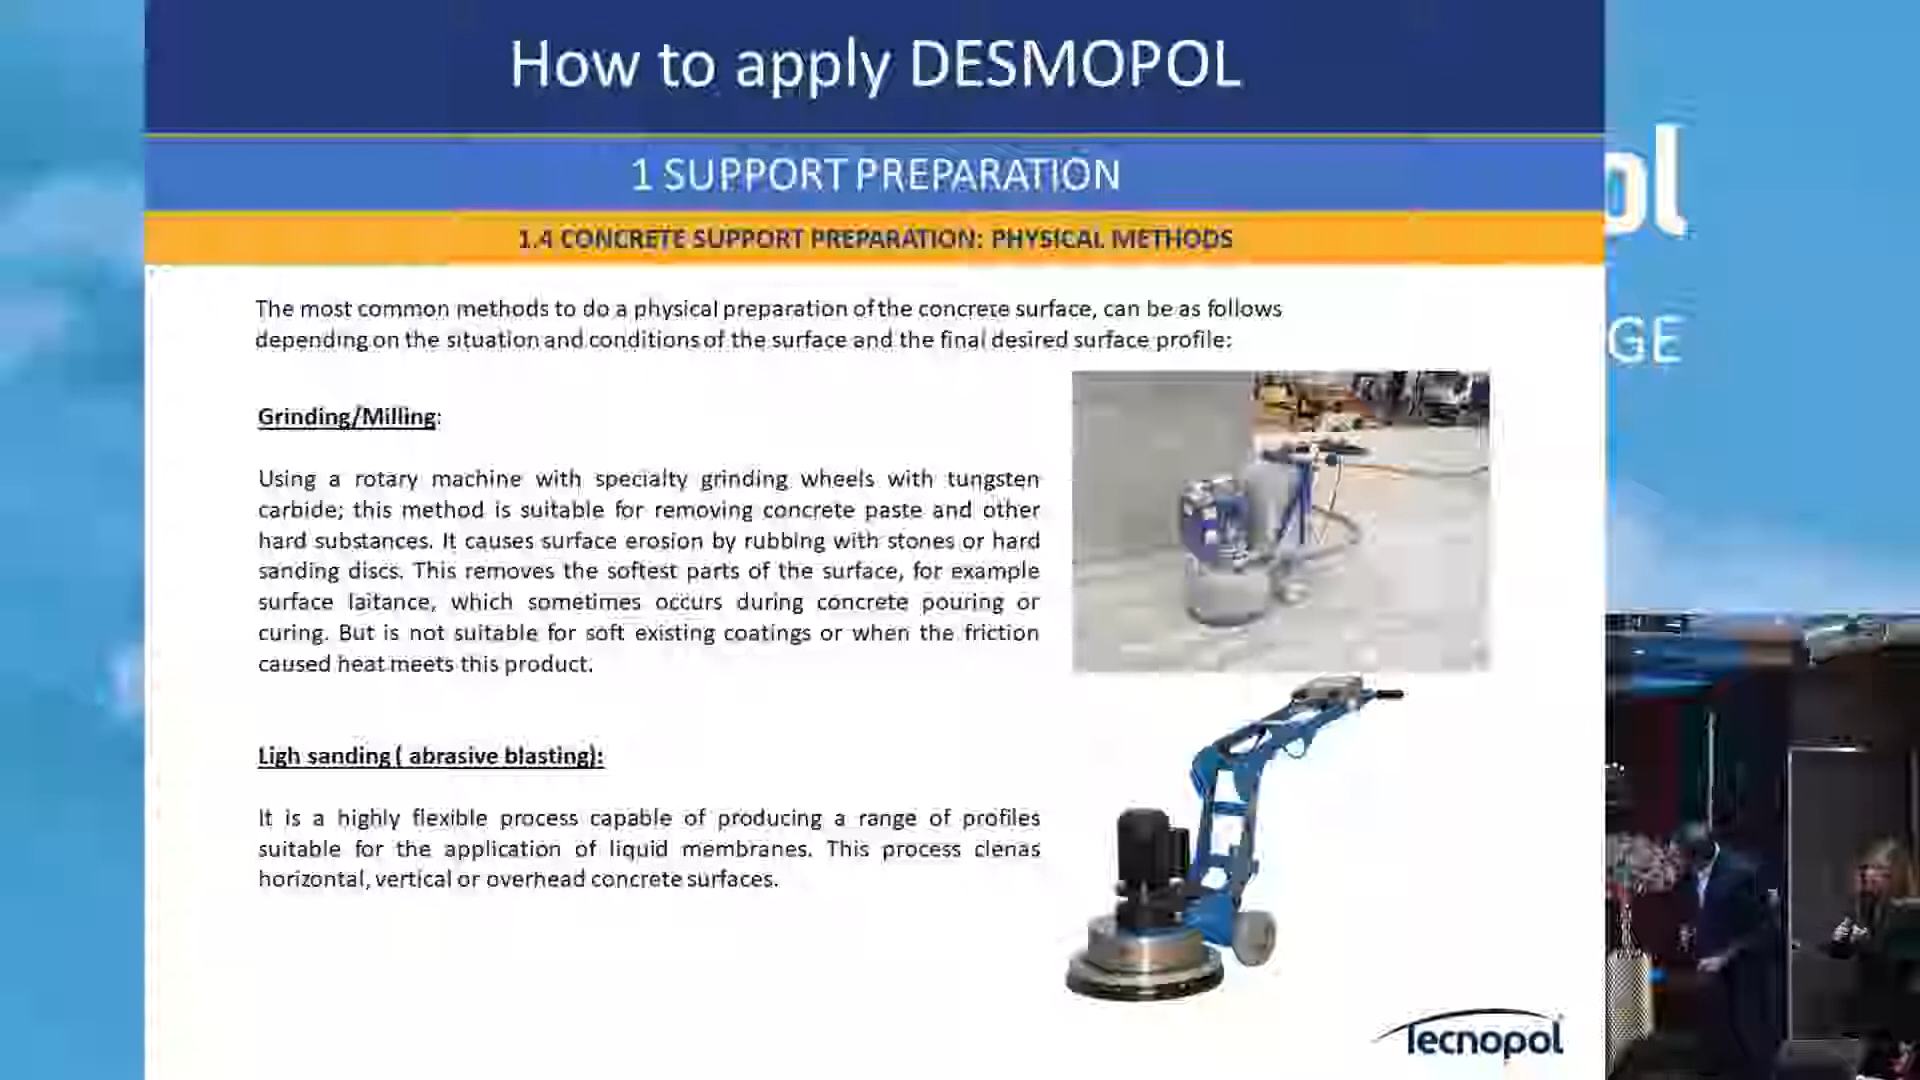 How to apply DESMOPOL
1 SUPPORT PREPARATION
1.4 CONCRETE SUPPORT PREPARATION: PHYSICAL METHODS
ol
GE
The most common methods to do a physical preparation of the concrete surface, can be as follows
depending on the situation and conditions of the surface and the final desired surface profile:
Grinding/Milling:
Using a rotary machine with specialty grinding wheels with tungsten
carbide; this method is suitable for removing concrete paste and other
hard substances. It causes surface erosion by rubbing with stones or hard
sanding discs. This removes the softest parts of the surface, for example
surface laitance, which sometimes occurs during concrete pouring or
curing. But is not suitable for soft existing coatings or when the friction
caused heat meets this product.
Ligh sanding ( abrasive blasting):
It is a highly flexible process capable of producing a range of profiles
suitable for the application of liquid membranes. This process clenas
horizontal, vertical or overhead concrete surfaces.
Tecnopol